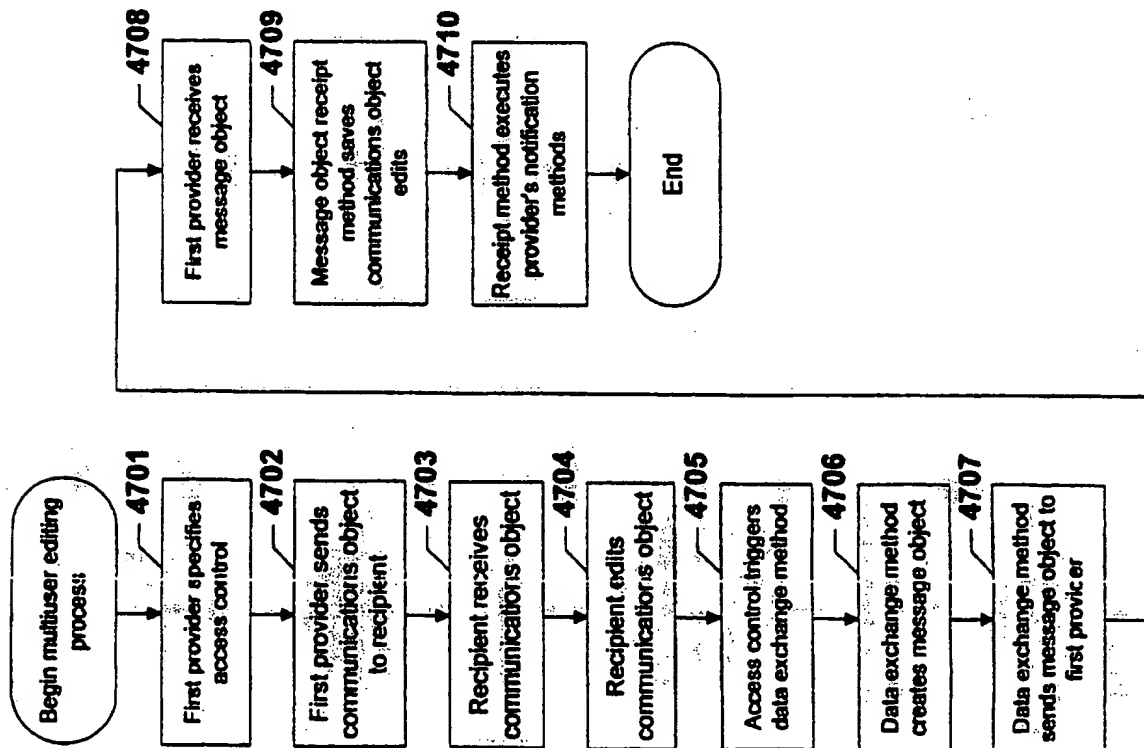 Begin multiuser editing
process
4701
First provider specifies
access control
4702
First provider sends
communications object
to recipient
4703
Recipient receives
communications object
4704
Recipient edits
communications object
4705
Access control triggers
data exchange method
4706
Data exchange method
creates message object
4707
Data exchange method
sends message object to
first provicer
4708
First provider receives
message object
4709
Message object receipt
method saves
communications object
edits
4710
Receipt method executes
provider's notification
methods
End